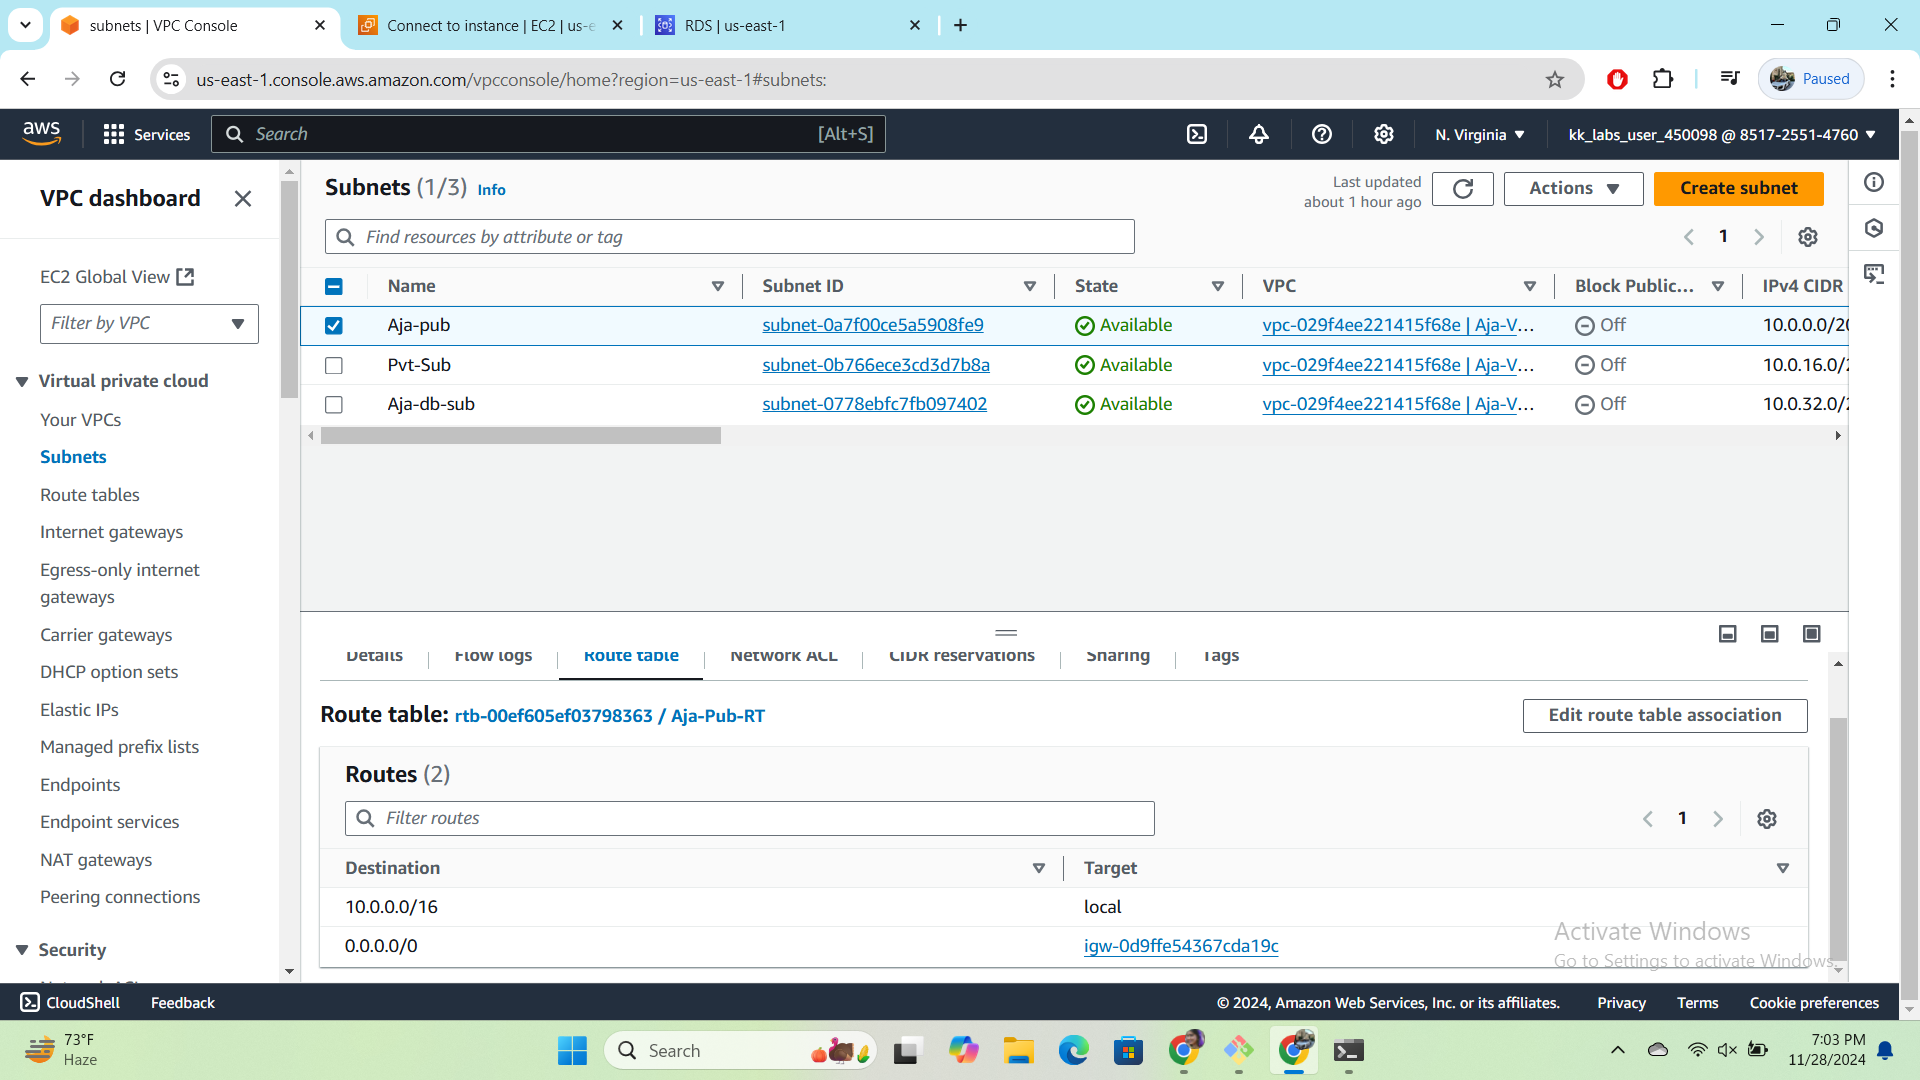 subnets | VPC Console
Connect to instance | EC2 | us-e
RDS | us-east-1
us-east-1.console.aws.amazon.com/vpcconsole/home?region=us-east-1#subnets:
Paused
aws
Services
Search
[Alt+S]
N. Virginia
kk_labs_user_450098 @ 8517-2551-4760
VPC dashboard
EC2 Global View
Filter by VPC
Virtual private cloud
Your VPCs
Subnets
Route tables
Internet gateways
Egress-only internet
gateways
Carrier gateways
DHCP option sets
Elastic IPs
Managed prefix lists
Endpoints
Endpoint services
NAT gateways
Peering connections
Security
Subnets (1/3) Info
Last updated
about 1 hour ago
Actions
Create subnet
Find resources by attribute or tag
1
Name Subnet ID State VPC Block Public... IPv4 CIDR
Aja-pub subnet-0a7f00ce5a5908fe9 Available vpc-029f4ee221415f68e | Aja-V... Off 10.0.0.0/20
Pvt-Sub subnet-0b766ece3cd3d7b8a Available vpc-029f4ee221415f68e | Aja-V... Off 10.0.16.0/2
Aja-db-sub subnet-0778ebfc7fb097402 Available vpc-029f4ee221415f68e | Aja-V... Off 10.0.32.0/2
Details Flow logs Route table Network ACL CIDR reservations Sharing Tags
Route table: rtb-00ef605ef03798363 / Aja-Pub-RT
Edit route table association
Routes (2)
Filter routes
1
Destination Target
10.0.0.0/16 local
0.0.0.0/0 igw-0d9ffe54367cda19c
Activate Windows
Go to Settings to activate Windows.
CloudShell Feedback
© 2024, Amazon Web Services, Inc. or its affiliates. Privacy Terms Cookie preferences
73°F
Haze
Search
7:03 PM
11/28/2024